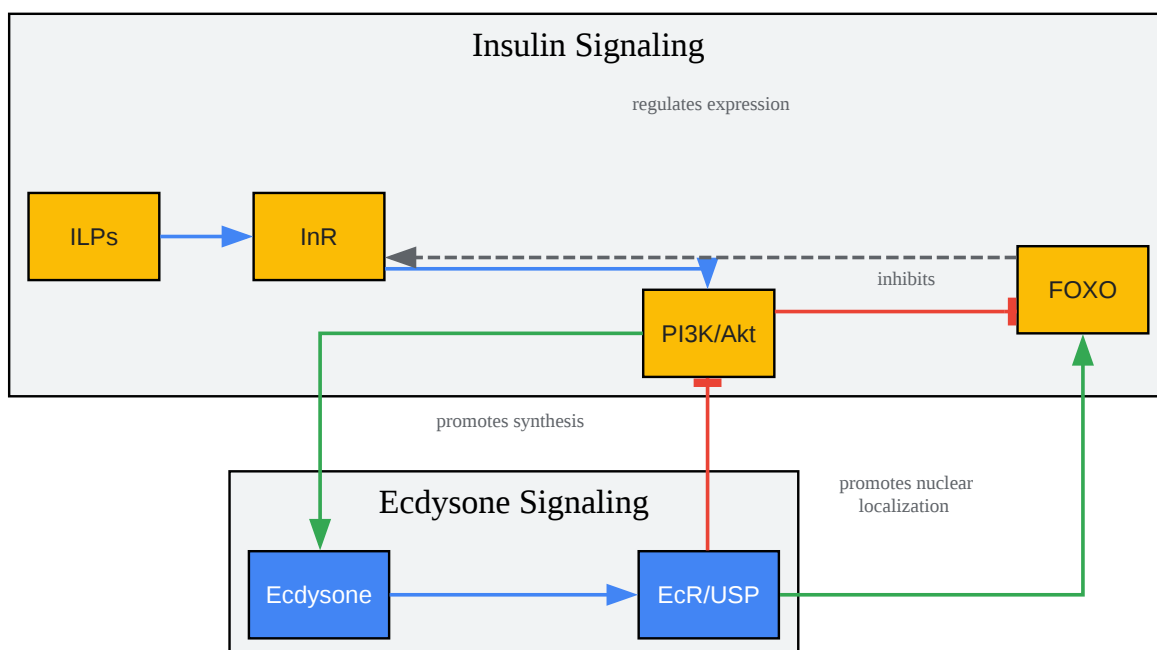 Insulin Signaling
regulates expression
ILPs
InR
inhibits
FOXO
PI3K/Akt
promotes synthesis
promotes nuclear
localization
Ecdysone Signaling
Ecdysone
EcR/USP